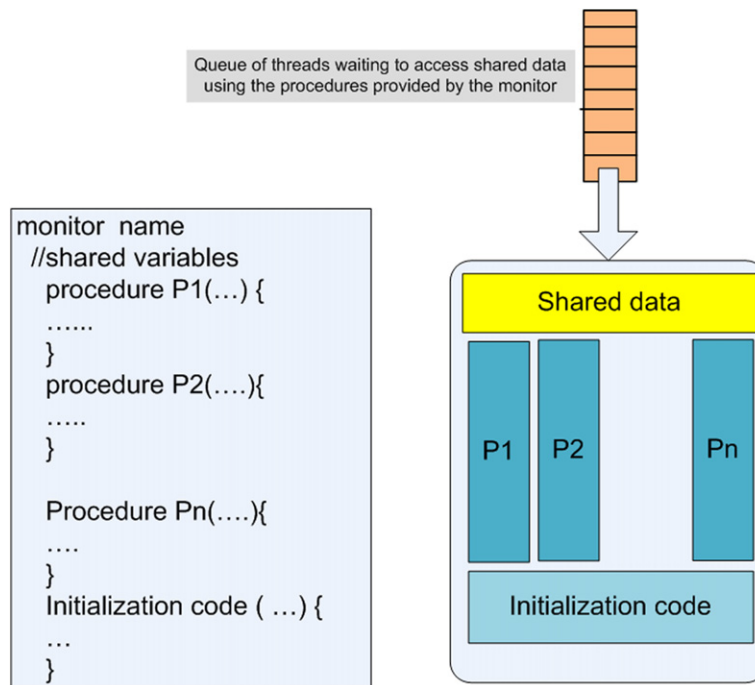 Queue of threads waiting to access shared data
using the procedures provided by the monitor
monitor name
//shared variables
procedure P1(…) {
…...
}
procedure P2(….){
…..
}
Procedure Pn(….){
….
}
Initialization code ( …) {
…
}
Shared data
P1
P2
Pn
Initialization code